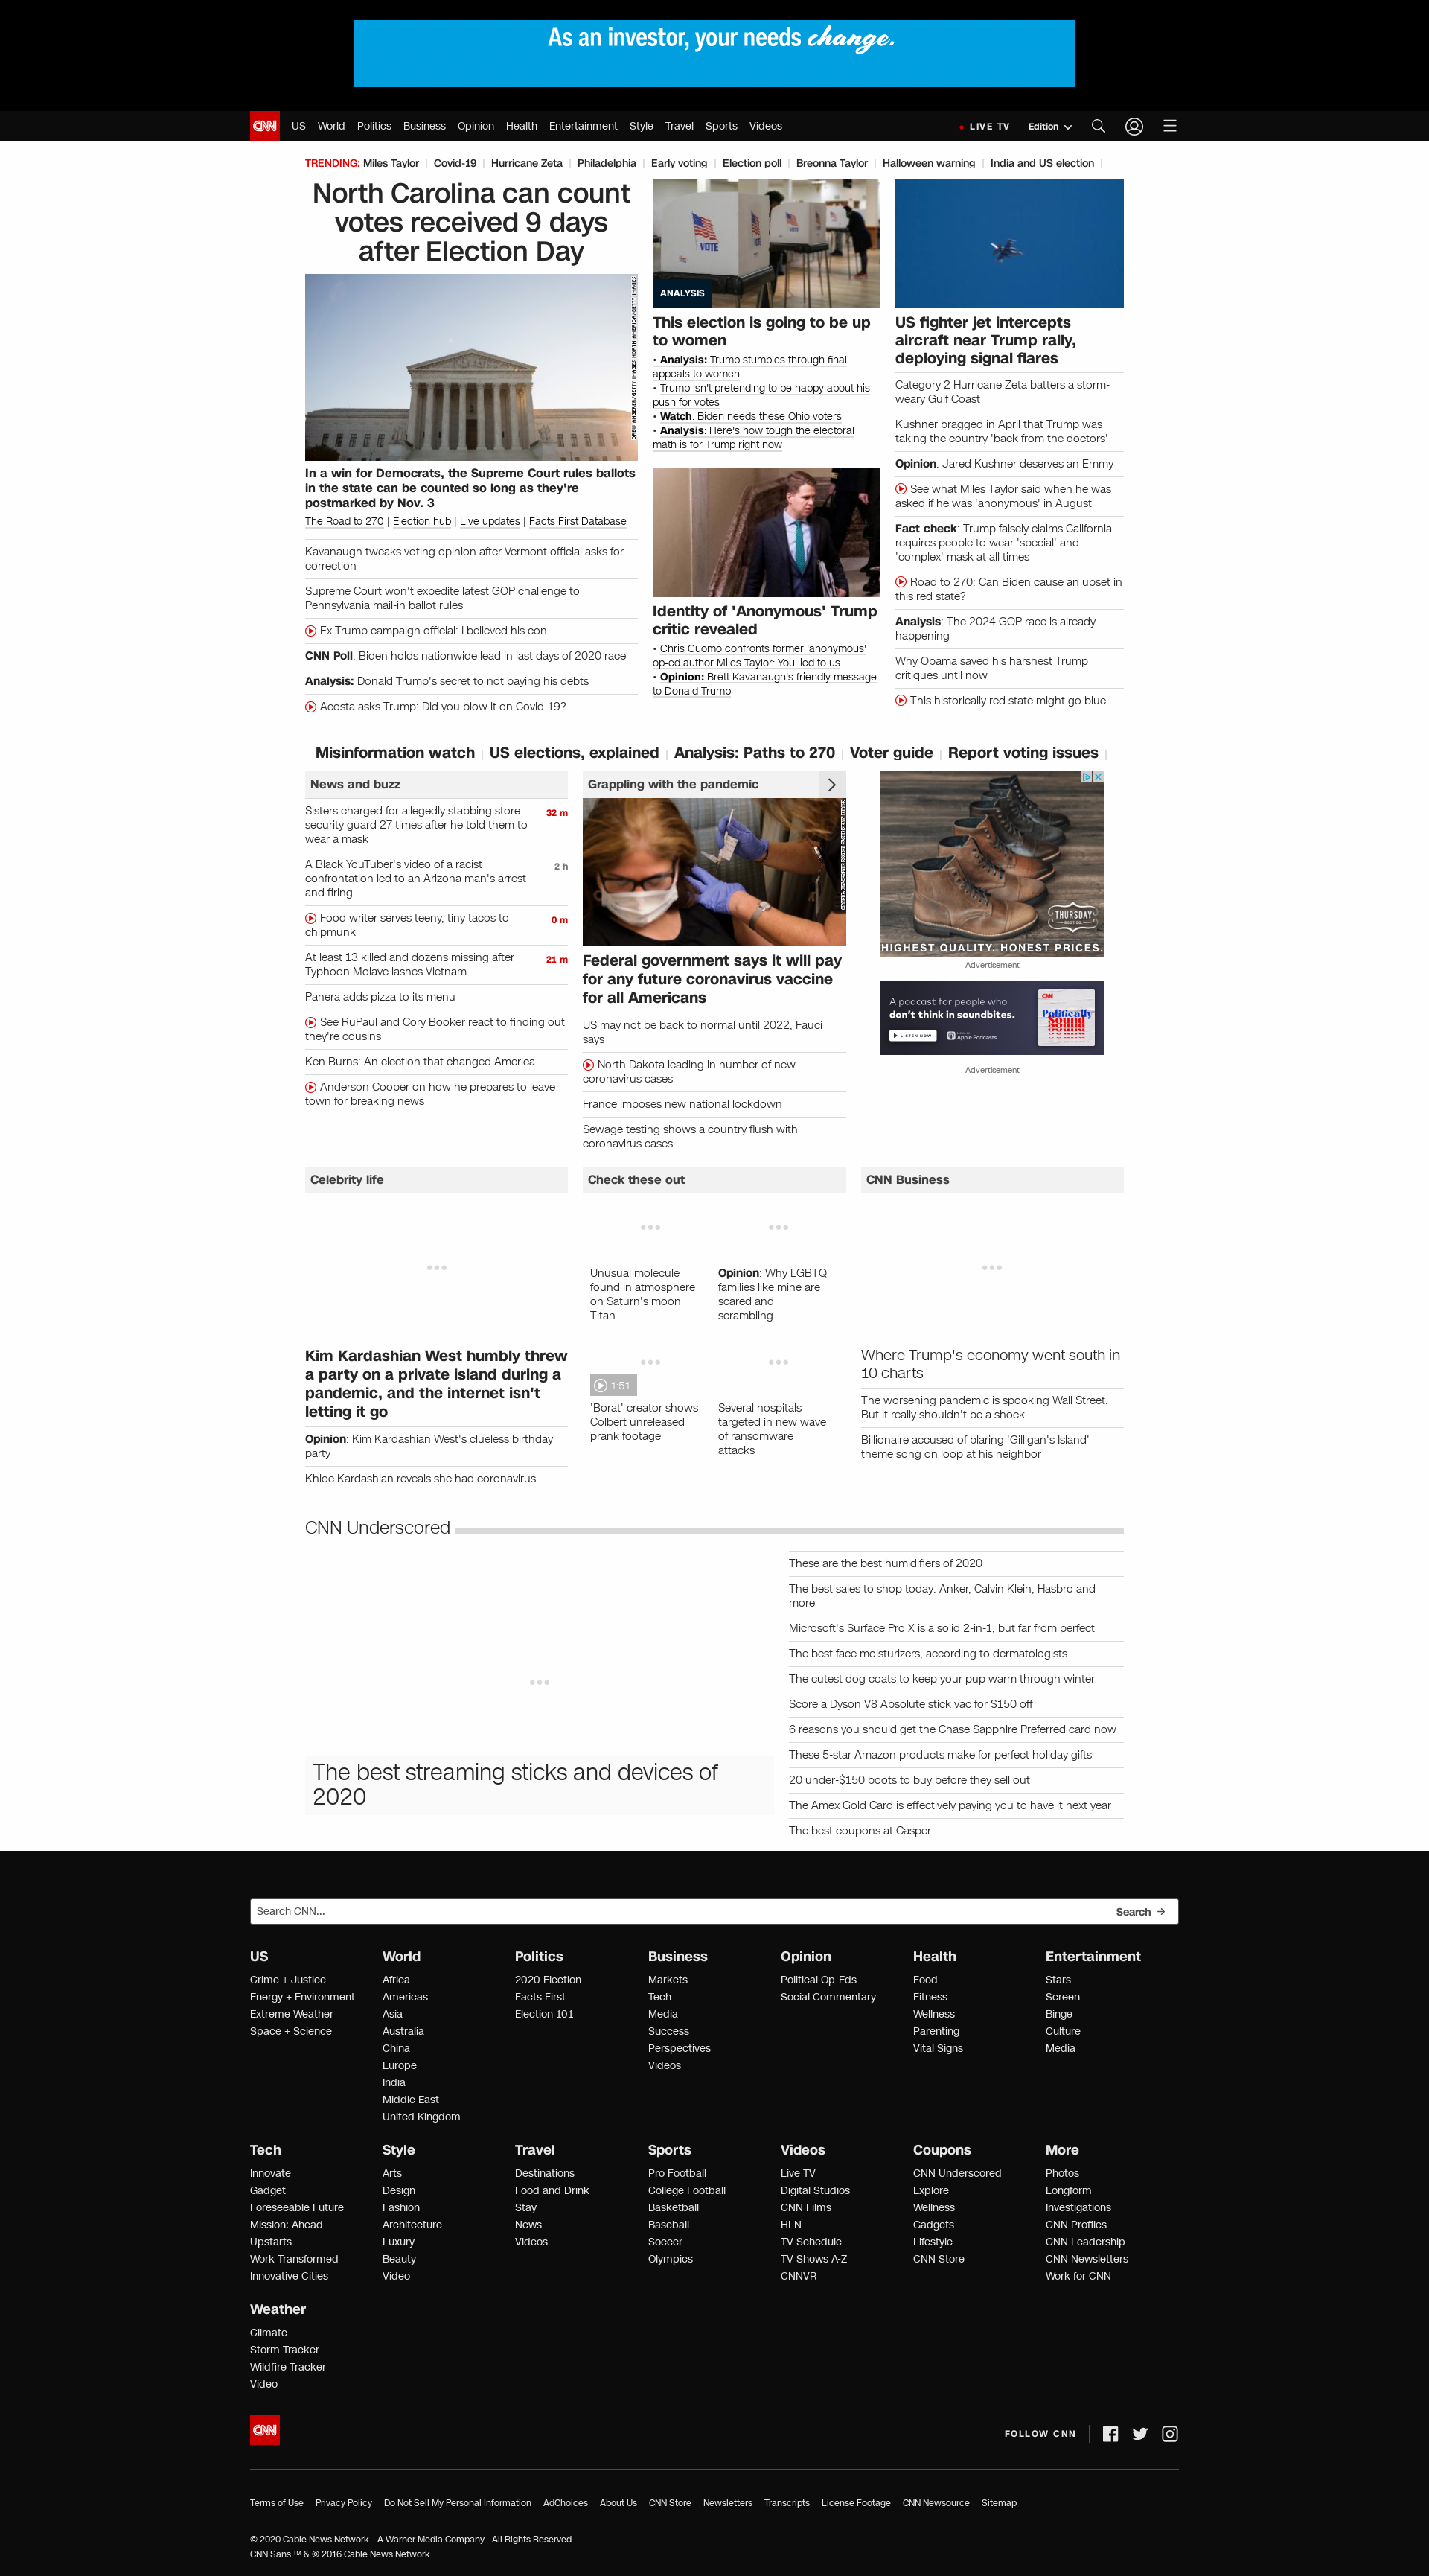 As an investor, your needs change.
CNN
US World Politics Business Opinion Health Entertainment Style Travel Sports Videos
LIVE TV Edition
TRENDING: Miles Taylor | Covid-19 | Hurricane Zeta | Philadelphia | Early voting | Election poll | Breonna Taylor | Halloween warning | India and US election |
North Carolina can count
votes received 9 days
after Election Day
DREW ANGERER/GETTY IMAGES NORTH AMERICA/GETTY IMAGES
In a win for Democrats, the Supreme Court rules ballots
in the state can be counted so long as they're
postmarked by Nov. 3
The Road to 270 | Election hub | Live updates | Facts First Database
Kavanaugh tweaks voting opinion after Vermont official asks for
correction
Supreme Court won't expedite latest GOP challenge to
Pennsylvania mail-in ballot rules
Ex-Trump campaign official: I believed his con
CNN Poll: Biden holds nationwide lead in last days of 2020 race
Analysis: Donald Trump's secret to not paying his debts
Acosta asks Trump: Did you blow it on Covid-19?
VOTE
VOTE
ANALYSIS
This election is going to be up
to women
• Analysis: Trump stumbles through final
appeals to women
• Trump isn't pretending to be happy about his
push for votes
• Watch: Biden needs these Ohio voters
• Analysis: Here's how tough the electoral
math is for Trump right now
Identity of 'Anonymous' Trump
critic revealed
• Chris Cuomo confronts former 'anonymous'
op-ed author Miles Taylor: You lied to us
• Opinion: Brett Kavanaugh's friendly message
to Donald Trump
US fighter jet intercepts
aircraft near Trump rally,
deploying signal flares
Category 2 Hurricane Zeta batters a storm-
weary Gulf Coast
Kushner bragged in April that Trump was
taking the country 'back from the doctors'
Opinion: Jared Kushner deserves an Emmy
See what Miles Taylor said when he was
asked if he was 'anonymous' in August
Fact check: Trump falsely claims California
requires people to wear 'special' and
'complex' mask at all times
Road to 270: Can Biden cause an upset in
this red state?
Analysis: The 2024 GOP race is already
happening
Why Obama saved his harshest Trump
critiques until now
This historically red state might go blue
Misinformation watch | US elections, explained | Analysis: Paths to 270 | Voter guide | Report voting issues |
News and buzz
Sisters charged for allegedly stabbing store
security guard 27 times after he told them to
wear a mask
32 m
A Black YouTuber's video of a racist
confrontation led to an Arizona man's arrest
and firing
2 h
Food writer serves teeny, tiny tacos to
chipmunk
0 m
At least 13 killed and dozens missing after
Typhoon Molave lashes Vietnam
21 m
Panera adds pizza to its menu
See RuPaul and Cory Booker react to finding out
they're cousins
Ken Burns: An election that changed America
Anderson Cooper on how he prepares to leave
town for breaking news
Grappling with the pandemic
Federal government says it will pay
for any future coronavirus vaccine
for all Americans
US may not be back to normal until 2022, Fauci
says
North Dakota leading in number of new
coronavirus cases
France imposes new national lockdown
Sewage testing shows a country flush with
coronavirus cases
THURSDAY
BOOT CO.
HIGHEST QUALITY. HONEST PRICES.
Advertisement
A podcast for people who
don't think in soundbites.
LISTEN NOW
Apple Podcasts
CNN
Politically
Sound
Advertisement
Celebrity life
Kim Kardashian West humbly threw
a party on a private island during a
pandemic, and the internet isn't
letting it go
Opinion: Kim Kardashian West's clueless birthday
party
Khloe Kardashian reveals she had coronavirus
Check these out
Unusual molecule
found in atmosphere
on Saturn's moon
Titan
Opinion: Why LGBTQ
families like mine are
scared and
scrambling
1:51
'Borat' creator shows
Colbert unreleased
prank footage
Several hospitals
targeted in new wave
of ransomware
attacks
CNN Business
Where Trump's economy went south in
10 charts
The worsening pandemic is spooking Wall Street.
But it really shouldn't be a shock
Billionaire accused of blaring 'Gilligan's Island'
theme song on loop at his neighbor
CNN Underscored
The best streaming sticks and devices of
2020
These are the best humidifiers of 2020
The best sales to shop today: Anker, Calvin Klein, Hasbro and
more
Microsoft's Surface Pro X is a solid 2-in-1, but far from perfect
The best face moisturizers, according to dermatologists
The cutest dog coats to keep your pup warm through winter
Score a Dyson V8 Absolute stick vac for $150 off
6 reasons you should get the Chase Sapphire Preferred card now
These 5-star Amazon products make for perfect holiday gifts
20 under-$150 boots to buy before they sell out
The Amex Gold Card is effectively paying you to have it next year
The best coupons at Casper
Search CNN... Search
US
Crime + Justice
Energy + Environment
Extreme Weather
Space + Science
World
Africa
Americas
Asia
Australia
China
Europe
India
Middle East
United Kingdom
Politics
2020 Election
Facts First
Election 101
Business
Markets
Tech
Media
Success
Perspectives
Videos
Opinion
Political Op-Eds
Social Commentary
Health
Food
Fitness
Wellness
Parenting
Vital Signs
Entertainment
Stars
Screen
Binge
Culture
Media
Tech
Innovate
Gadget
Foreseeable Future
Mission: Ahead
Upstarts
Work Transformed
Innovative Cities
Style
Arts
Design
Fashion
Architecture
Luxury
Beauty
Video
Travel
Destinations
Food and Drink
Stay
News
Videos
Sports
Pro Football
College Football
Basketball
Baseball
Soccer
Olympics
Videos
Live TV
Digital Studios
CNN Films
HLN
TV Schedule
TV Shows A-Z
CNNVR
Coupons
CNN Underscored
Explore
Wellness
Gadgets
Lifestyle
CNN Store
More
Photos
Longform
Investigations
CNN Profiles
CNN Leadership
CNN Newsletters
Work for CNN
Weather
Climate
Storm Tracker
Wildfire Tracker
Video
CNN
FOLLOW CNN
Terms of Use Privacy Policy Do Not Sell My Personal Information AdChoices About Us CNN Store Newsletters Transcripts License Footage CNN Newsource Sitemap
© 2020 Cable News Network. A Warner Media Company. All Rights Reserved.
CNN Sans ™ & © 2016 Cable News Network.